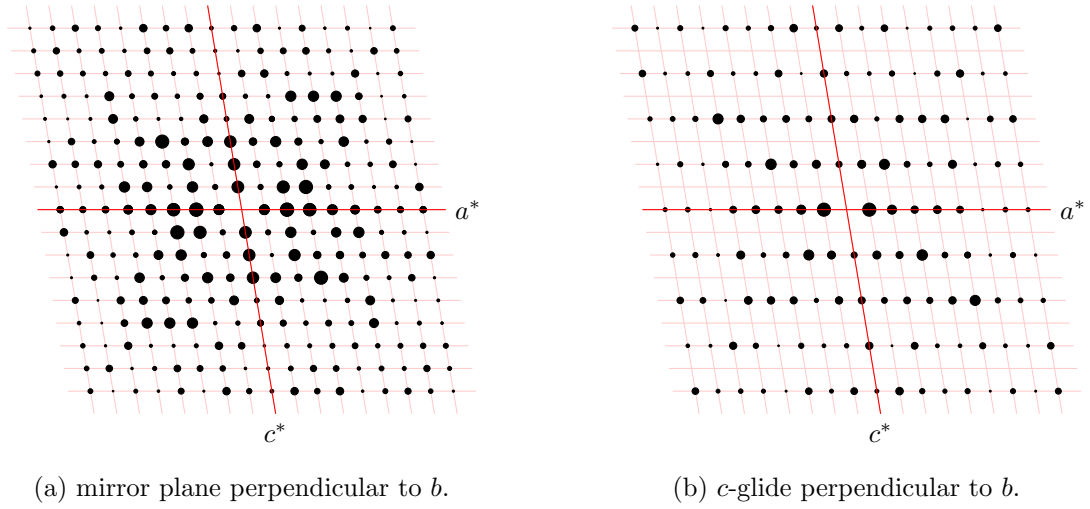 a*
c*
(a) mirror plane perpendicular to b.
a*
c*
(b) c-glide perpendicular to b.